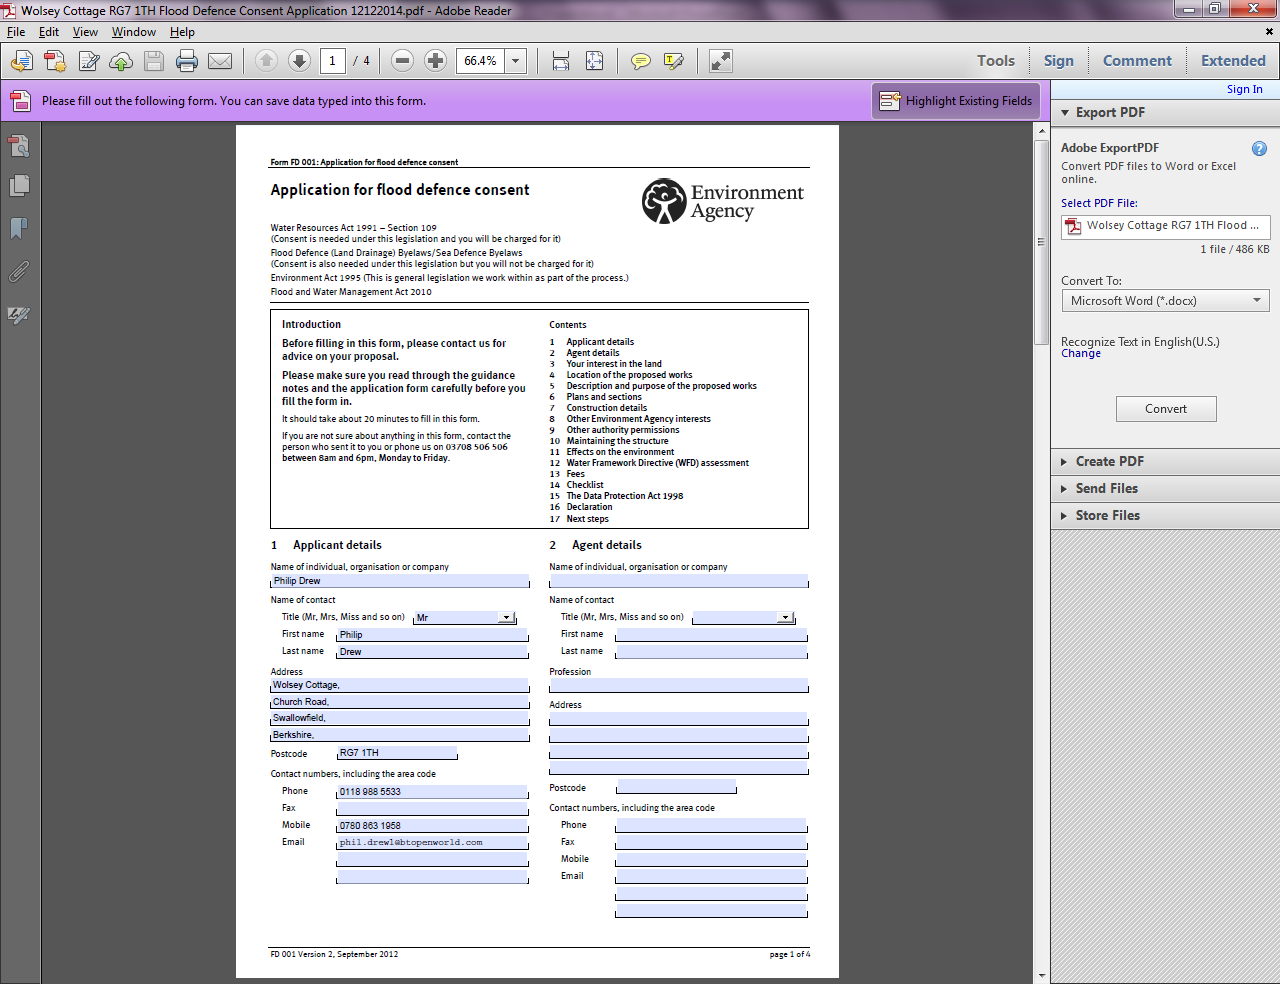 Wolsey Cottage RG7 1TH Flood Defence Consent Application 12122014.pdf - Adobe Reader
File Edit View Window Help
1 / 4 66.4% Tools Sign Comment Extended
Please fill out the following form. You can save data typed into this form. Highlight Existing Fields
Sign In
Export PDF
Adobe ExportPDF
Convert PDF files to Word or Excel
online.
Select PDF File:
Wolsey Cottage RG7 1TH Flood ...
1 file / 486 KB
Convert To:
Microsoft Word (*.docx)
Recognize Text in English(U.S.)
Change
Convert
Create PDF
Send Files
Store Files
Form FD 001: Application for flood defence consent
Application for flood defence consent
Environment
Agency
Water Resources Act 1991 – Section 109
(Consent is needed under this legislation and you will be charged for it)
Flood Defence (Land Drainage) Byelaws/Sea Defence Byelaws
(Consent is also needed under this legislation but you will not be charged for it)
Environment Act 1995 (This is general legislation we work within as part of the process.)
Flood and Water Management Act 2010
Introduction
Before filling in this form, please contact us for
advice on your proposal.
Please make sure you read through the guidance
notes and the application form carefully before you
fill the form in.
It should take about 20 minutes to fill in this form.
If you are not sure about anything in this form, contact the
person who sent it to you or phone us on 03708 506 506
between 8am and 6pm, Monday to Friday.
Contents
1 Applicant details
2 Agent details
3 Your interest in the land
4 Location of the proposed works
5 Description and purpose of the proposed works
6 Plans and sections
7 Construction details
8 Other Environment Agency interests
9 Other authority permissions
10 Maintaining the structure
11 Effects on the environment
12 Water Framework Directive (WFD) assessment
13 Fees
14 Checklist
15 The Data Protection Act 1998
16 Declaration
17 Next steps
1 Applicant details
Name of individual, organisation or company
Philip Drew
Name of contact
Title (Mr, Mrs, Miss and so on) Mr
First name Philip
Last name Drew
Address
Wolsey Cottage,
Church Road,
Swallowfield,
Berkshire,
Postcode RG7 1TH
Contact numbers, including the area code
Phone 0118 988 5533
Fax
Mobile 0780 863 1958
Email phil.drew1@btopenworld.com
2 Agent details
Name of individual, organisation or company
Name of contact
Title (Mr, Mrs, Miss and so on)
First name
Last name
Profession
Address
Postcode
Contact numbers, including the area code
Phone
Fax
Mobile
Email
FD 001 Version 2, September 2012 page 1 of 4